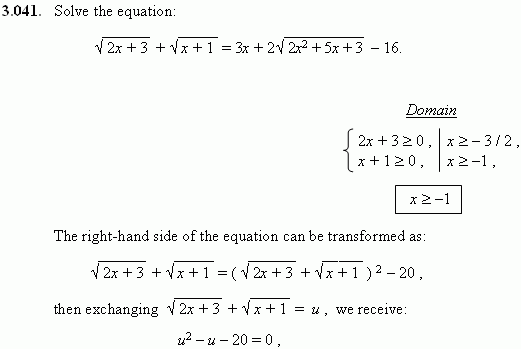 3.041. Solve the equation:
√2x + 3 + √x + 1 = 3x + 2√2x² + 5x + 3 − 16.
Domain
{ 2x + 3 ≥ 0 , | x ≥ − 3 / 2 ,
x + 1 ≥ 0 , | x ≥ −1 ,
x ≥ −1
The right-hand side of the equation can be transformed as:
√2x + 3 + √x + 1 = ( √2x + 3 + √x + 1 ) ² − 20 ,
then exchanging √2x + 3 + √x + 1 = u , we receive:
u² − u − 20 = 0 ,